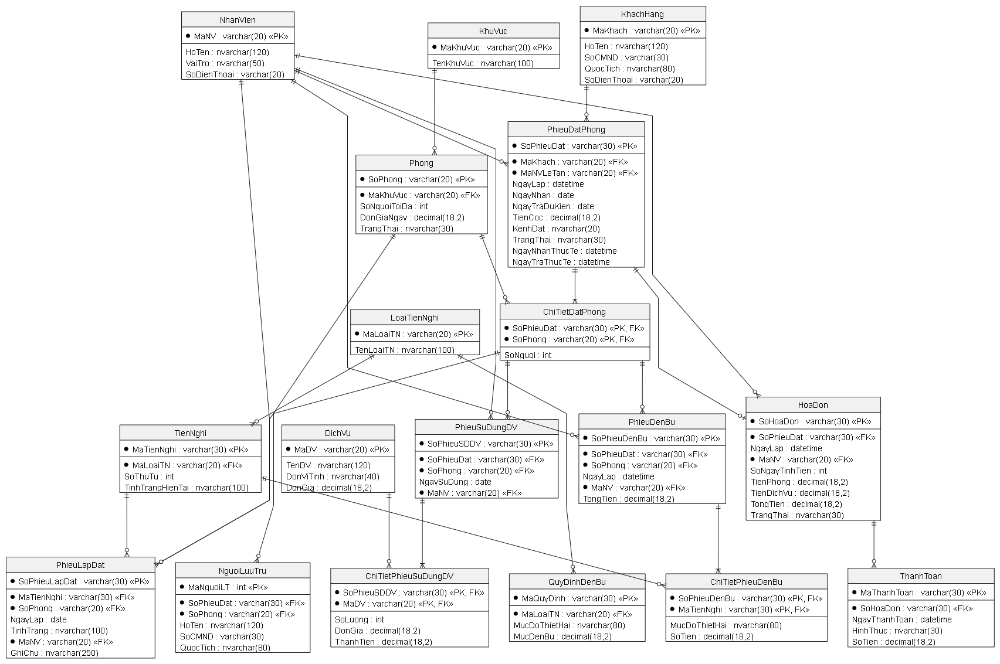 NhanVien
MaNV : varchar(20) «PK»
HoTen : nvarchar(120)
VaiTro : nvarchar(50)
SoDienThoai : varchar(20)
KhuVuc
MaKhuVuc : varchar(20) «PK»
TenKhuVuc : nvarchar(100)
KhachHang
MaKhach : varchar(20) «PK»
HoTen : nvarchar(120)
SoCMND : varchar(30)
QuocTich : nvarchar(80)
SoDienThoai : varchar(20)
Phong
SoPhong : varchar(20) «PK»
MaKhuVuc : varchar(20) «FK»
SoNguoiToiDa : int
DonGiaNgay : decimal(18,2)
TrangThai : nvarchar(30)
PhieuDatPhong
SoPhieuDat : varchar(30) «PK»
MaKhach : varchar(20) «FK»
MaNVLeTan : varchar(20) «FK»
NgayLap : datetime
NgayNhan : date
NgayTraDuKien : date
TienCoc : decimal(18,2)
KenhDat : nvarchar(20)
TrangThai : nvarchar(30)
NgayNhanThucTe : datetime
NgayTraThucTe : datetime
LoaiTienNghi
MaLoaiTN : varchar(20) «PK»
TenLoaiTN : nvarchar(100)
ChiTietDatPhong
SoPhieuDat : varchar(30) «PK, FK»
SoPhong : varchar(20) «PK, FK»
SoNguoi : int
TienNghi
MaTienNghi : varchar(30) «PK»
MaLoaiTN : varchar(20) «FK»
SoThuTu : int
TinhTrangHienTai : nvarchar(100)
DichVu
MaDV : varchar(20) «PK»
TenDV : nvarchar(120)
DonViTinh : nvarchar(40)
DonGia : decimal(18,2)
PhieuSuDungDV
SoPhieuSDDV : varchar(30) «PK»
SoPhieuDat : varchar(30) «FK»
SoPhong : varchar(20) «FK»
NgaySuDung : date
MaNV : varchar(20) «FK»
PhieuDenBu
SoPhieuDenBu : varchar(30) «PK»
SoPhieuDat : varchar(30) «FK»
SoPhong : varchar(20) «FK»
NgayLap : datetime
MaNV : varchar(20) «FK»
TongTien : decimal(18,2)
HoaDon
SoHoaDon : varchar(30) «PK»
SoPhieuDat : varchar(30) «FK»
NgayLap : datetime
MaNV : varchar(20) «FK»
SoNgayTinhTien : int
TienPhong : decimal(18,2)
TienDichVu : decimal(18,2)
TongTien : decimal(18,2)
TrangThai : nvarchar(30)
PhieuLapDat
SoPhieuLapDat : varchar(30) «PK»
MaTienNghi : varchar(30) «FK»
SoPhong : varchar(20) «FK»
NgayLap : date
TinhTrang : nvarchar(100)
MaNV : varchar(20) «FK»
GhiChu : nvarchar(250)
NguoiLuuTru
MaNguoiLT : int «PK»
SoPhieuDat : varchar(30) «FK»
SoPhong : varchar(20) «FK»
HoTen : nvarchar(120)
SoCMND : varchar(30)
QuocTich : nvarchar(80)
ChiTietPhieuSuDungDV
SoPhieuSDDV : varchar(30) «PK, FK»
MaDV : varchar(20) «PK, FK»
SoLuong : int
DonGia : decimal(18,2)
ThanhTien : decimal(18,2)
QuyDinhDenBu
MaQuyDinh : varchar(30) «PK»
MaLoaiTN : varchar(20) «FK»
MucDoThietHai : nvarchar(80)
MucDenBu : decimal(18,2)
ChiTietPhieuDenBu
SoPhieuDenBu : varchar(30) «PK, FK»
MaTienNghi : varchar(30) «PK, FK»
MucDoThietHai : nvarchar(80)
SoTien : decimal(18,2)
ThanhToan
MaThanhToan : varchar(30) «PK»
SoHoaDon : varchar(30) «FK»
NgayThanhToan : datetime
HinhThuc : nvarchar(30)
SoTien : decimal(18,2)